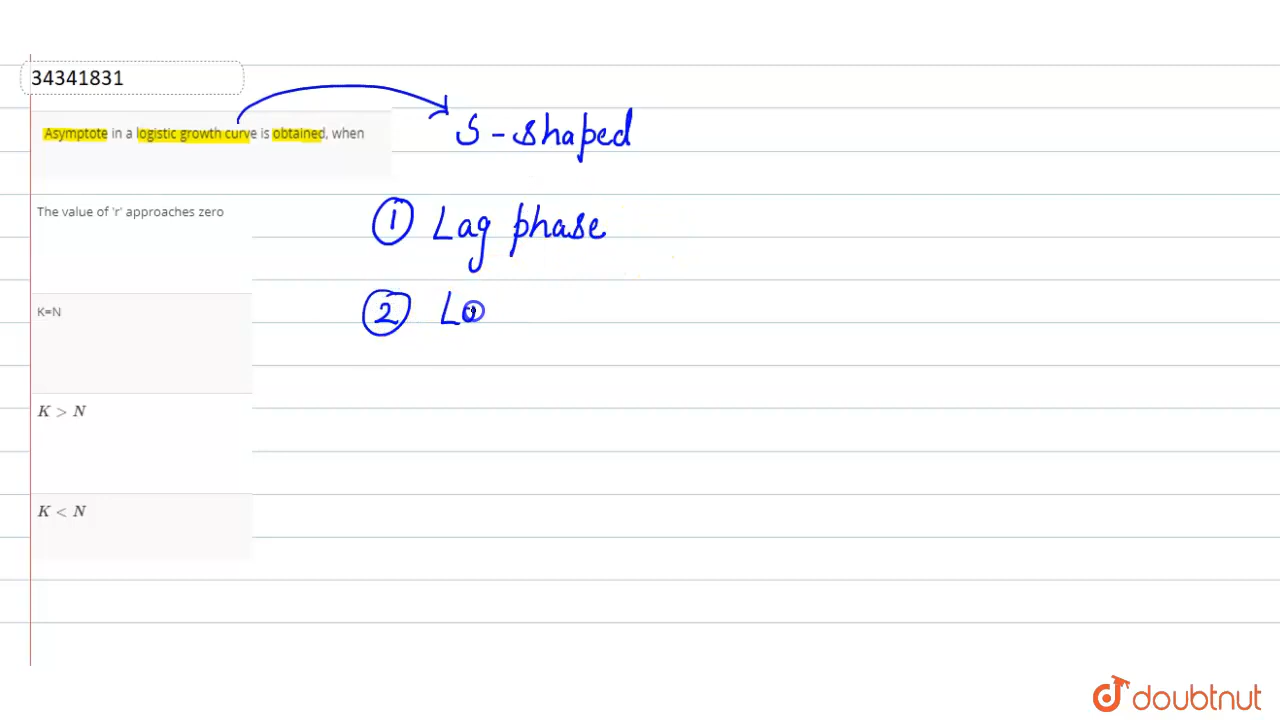 34341831
Asymptote in a logistic growth curve is obtained, when
S-shaped
The value of 'r' approaches zero
① Lag phase
② Lo
K=N
K > N
K < N
doubtnut